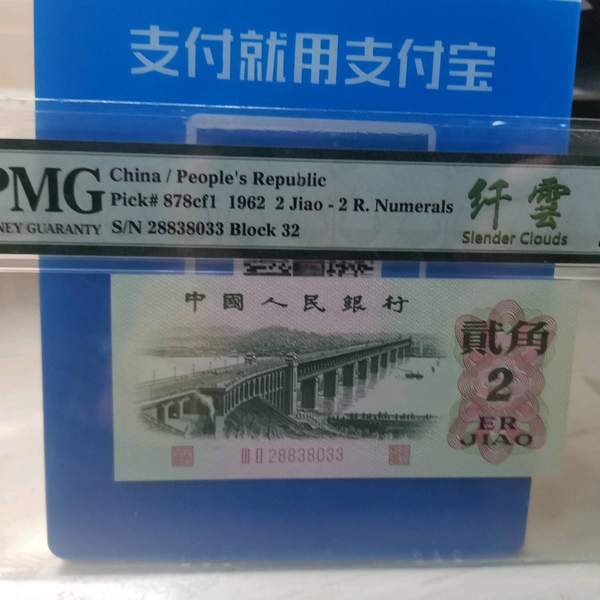 支付就用支付宝
PMG
NEY GUARANTY
China / People's Republic
Pick# 878cf1 1962 2 Jiao - 2 R. Numerals
S/N 28838033 Block 32
纤雲
Slender Clouds
中國人民銀行
貳角
2
ER
JIAO
III II 28838033